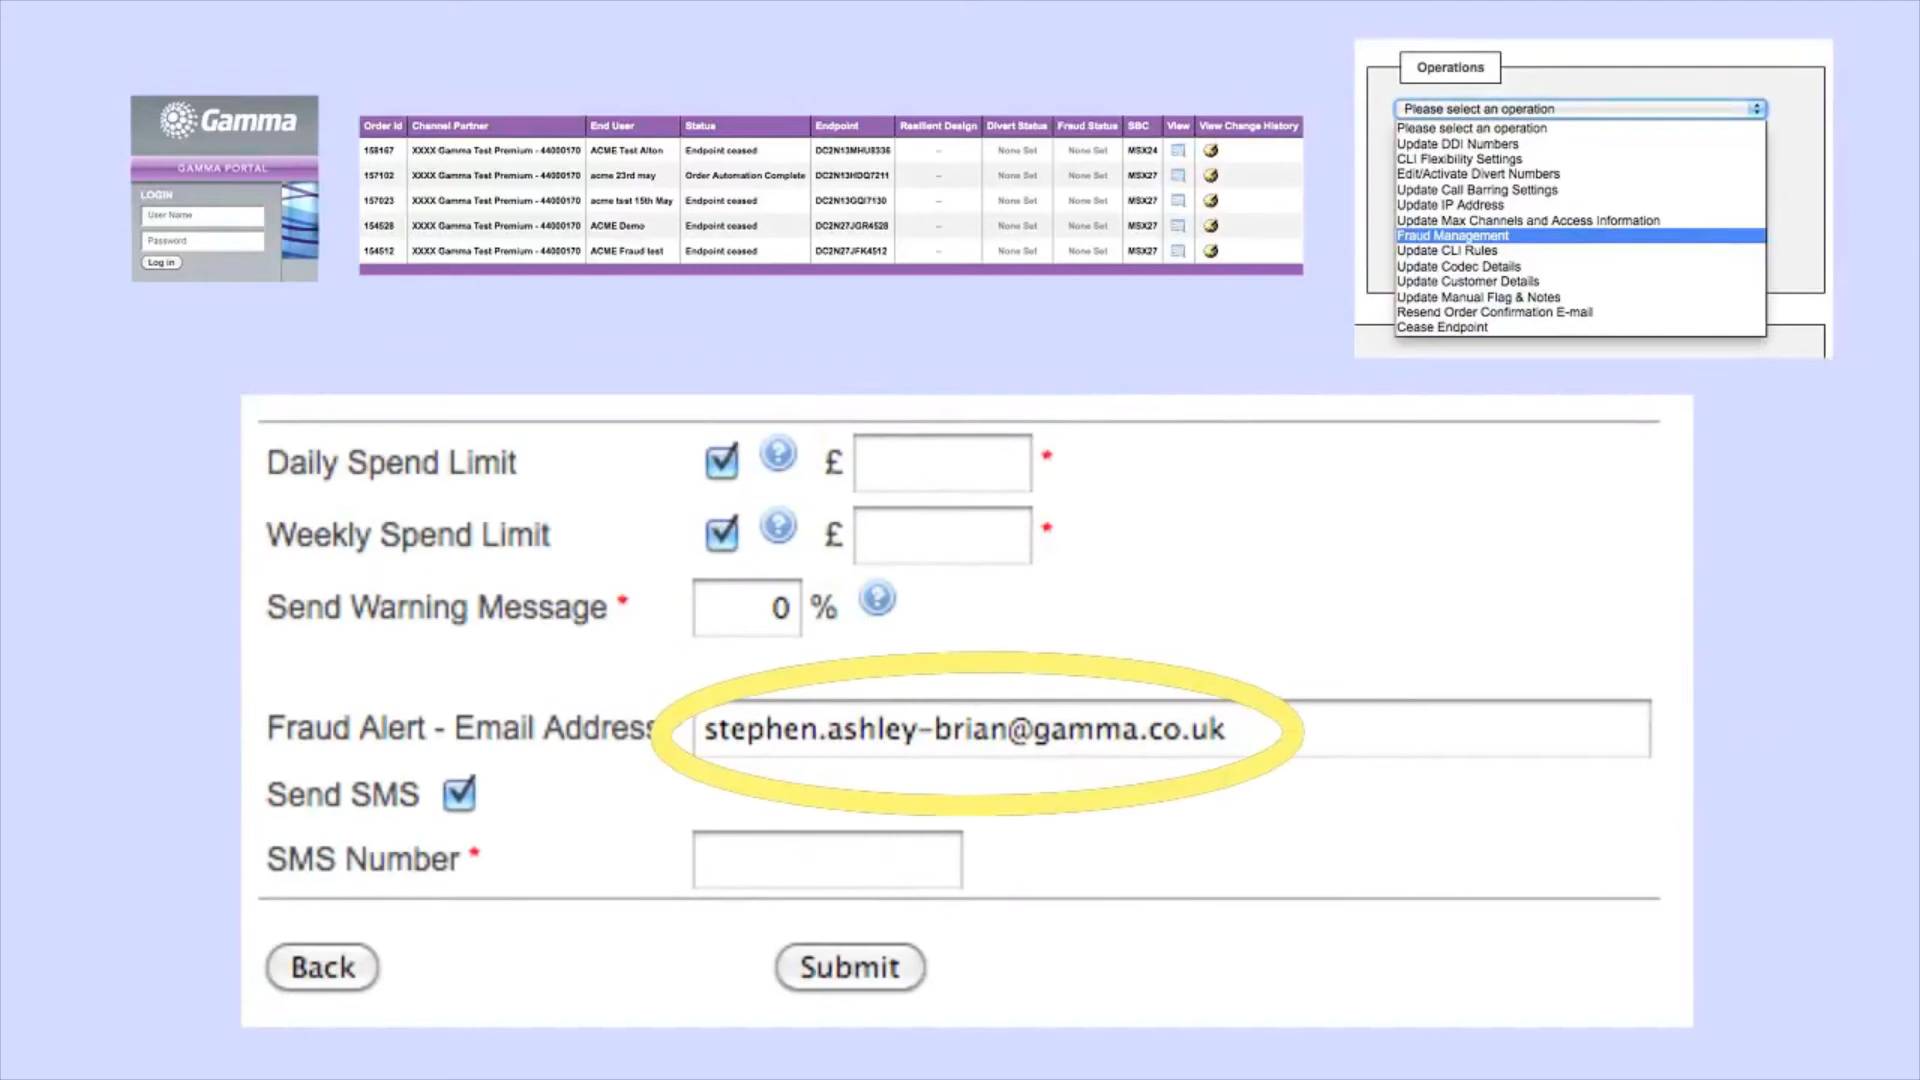 Gamma
GAMMA PORTAL
LOGIN
User Name
Password
Log in
Order Id Channel Partner End User Status Endpoint Resilient Design Divert Status Fraud Status SBC View View Change History
158167 XXXX Gamma Test Premium - 44000170 ACME Test Alton Endpoint ceased DC2N13MHU8336 -- None Set None Set MSX24
157102 XXXX Gamma Test Premium - 44000170 acme 23rd may Order Automation Complete DC2N13HDQ7211 -- None Set None Set MSX27
157023 XXXX Gamma Test Premium - 44000170 acme test 15th May Endpoint ceased DC2N13GQI7130 -- None Set None Set MSX27
154528 XXXX Gamma Test Premium - 44000170 ACME Demo Endpoint ceased DC2N27JGR4528 -- None Set None Set MSX27
154512 XXXX Gamma Test Premium - 44000170 ACME Fraud test Endpoint ceased DC2N27JFK4512 -- None Set None Set MSX27
Operations
Please select an operation
Please select an operation
Update DDI Numbers
CLI Flexibility Settings
Edit/Activate Divert Numbers
Update Call Barring Settings
Update IP Address
Update Max Channels and Access Information
Fraud Management
Update CLI Rules
Update Codec Details
Update Customer Details
Update Manual Flag & Notes
Resend Order Confirmation E-mail
Cease Endpoint
Daily Spend Limit ? £ *
Weekly Spend Limit ? £ *
Send Warning Message * 0 % ?
Fraud Alert - Email Address stephen.ashley-brian@gamma.co.uk
Send SMS
SMS Number *
Back Submit